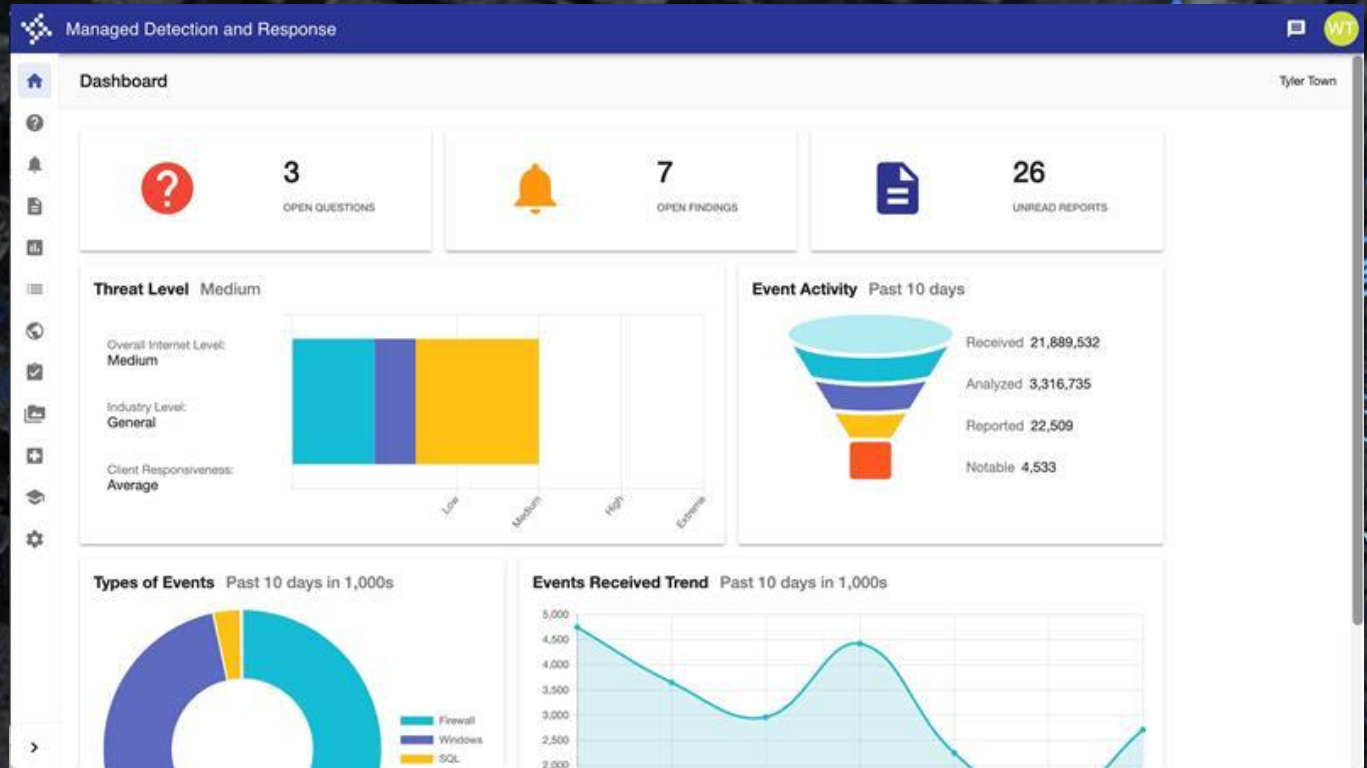 Managed Detection and Response
WT
Dashboard
Tyler Town
3
OPEN QUESTIONS
7
OPEN FINDINGS
26
UNREAD REPORTS
Threat Level Medium
Overall Internet Level:
Medium
Industry Level:
General
Client Responsiveness:
Average
Low
Medium
High
Extreme
Event Activity Past 10 days
Received 21,889,532
Analyzed 3,316,735
Reported 22,509
Notable 4,533
Types of Events Past 10 days in 1,000s
Firewall
Windows
SQL
Events Received Trend Past 10 days in 1,000s
5,000
4,500
4,000
3,500
3,000
2,500
2,000